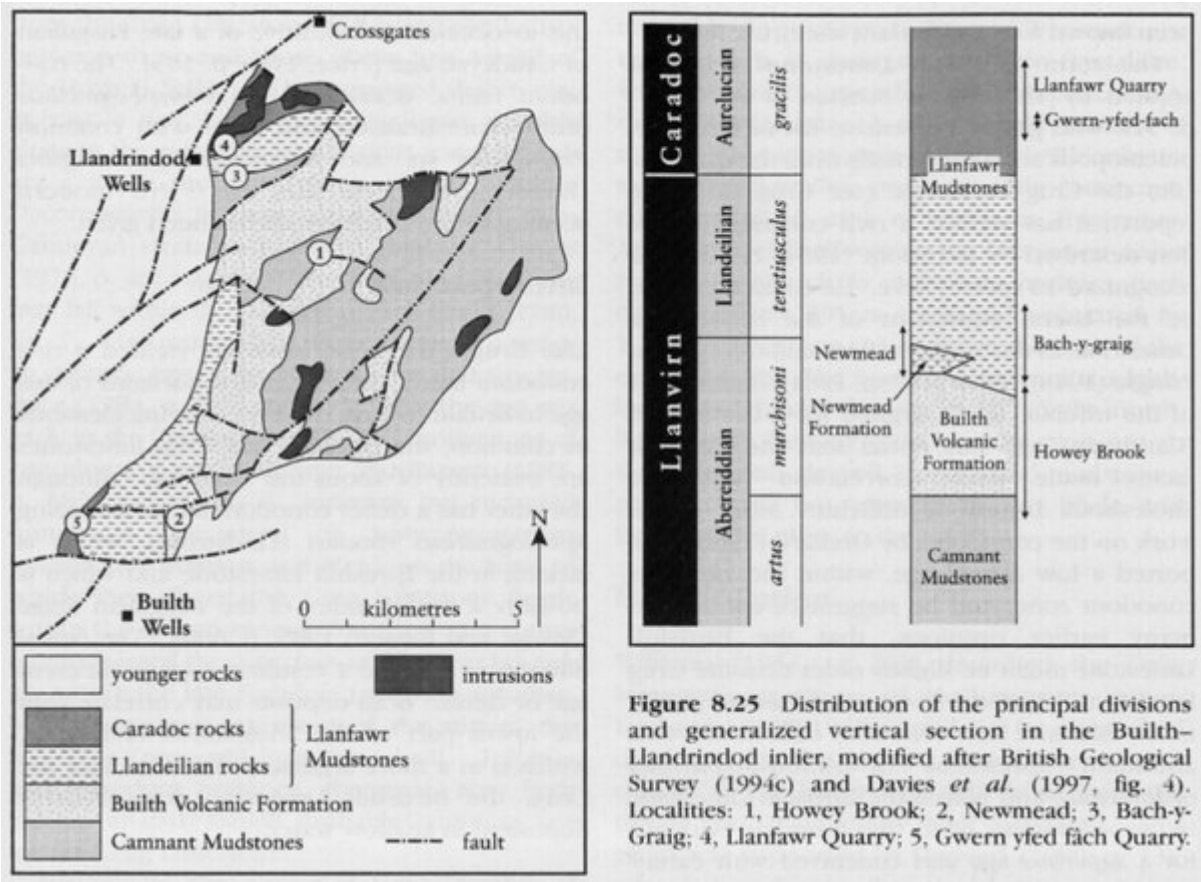 Crossgates
Llandrindod
Wells
4
3
1
5
2
N
Builth
Wells
0 kilometres 4
younger rocks
intrusions
Caradoc rocks
Llandeilian rocks
Llanfawr
Mudstones
Builth Volcanic Formation
Camnant Mudstones
fault
Caradoc
Aurelucian
gracilis
Llanvirn
Llandeilian
teretiusculus
Abereiddian
murchisoni
artus
Llanfawr Quarry
Gwern-yfed-fach
Llanfawr
Mudstones
Bach-y-graig
Newmead
Newmead
Formation
Builth
Volcanic
Formation
Howey Brook
Camnant
Mudstones
Figure 8.25 Distribution of the principal divisions
and generalized vertical section in the Builth–
Llandrindod inlier, modified after British Geological
Survey (1994c) and Davies et al. (1997, fig. 4).
Localities: 1, Howey Brook; 2, Newmead; 3, Bach-y-
Graig; 4, Llanfawr Quarry; 5, Gwern yfed fâch Quarry.